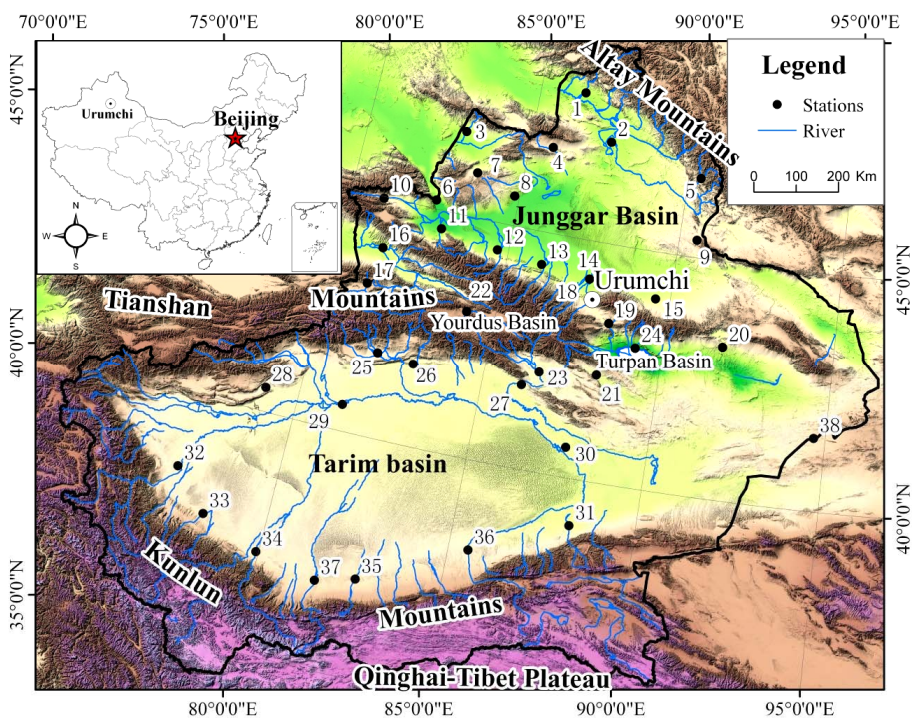 70°0'0"E 75°0'0"E 80°0'0"E 85°0'0"E 90°0'0"E 95°0'0"E
45°0'0"N
40°0'0"N
35°0'0"N
45°0'0"N
40°0'0"N
80°0'0"E 85°0'0"E 90°0'0"E 95°0'0"E
Urumchi
Beijing
N
W E
S
Legend
Stations
River
0 100 200 Km
Altay Mountains
1
2
3
4
5
6
7
8
9
10
11
12
13
14
15
16
17
18
19
20
21
22
23
24
25
26
27
28
29
30
31
32
33
34
35
36
37
38
Junggar Basin
Urumchi
Tianshan
Mountains
Yourdus Basin
Turpan Basin
Tarim basin
Kunlun
Mountains
Qinghai-Tibet Plateau